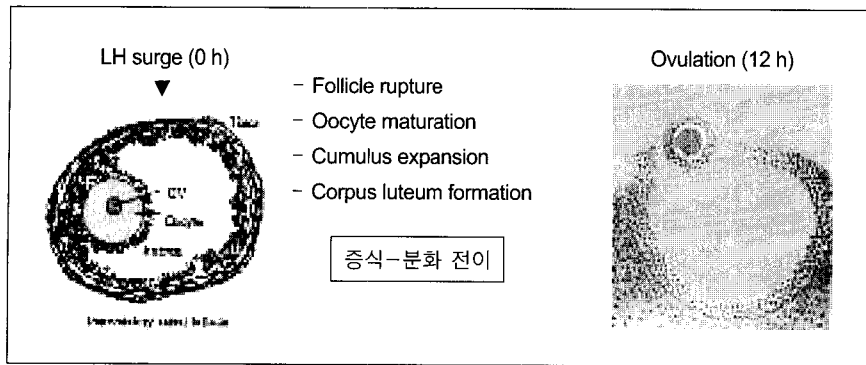 LH surge (0 h)
Ovulation (12 h)
- Follicle rupture
- Oocyte maturation
- Cumulus expansion
- Corpus luteum formation
GV
Oocyte
증식-분화 전이